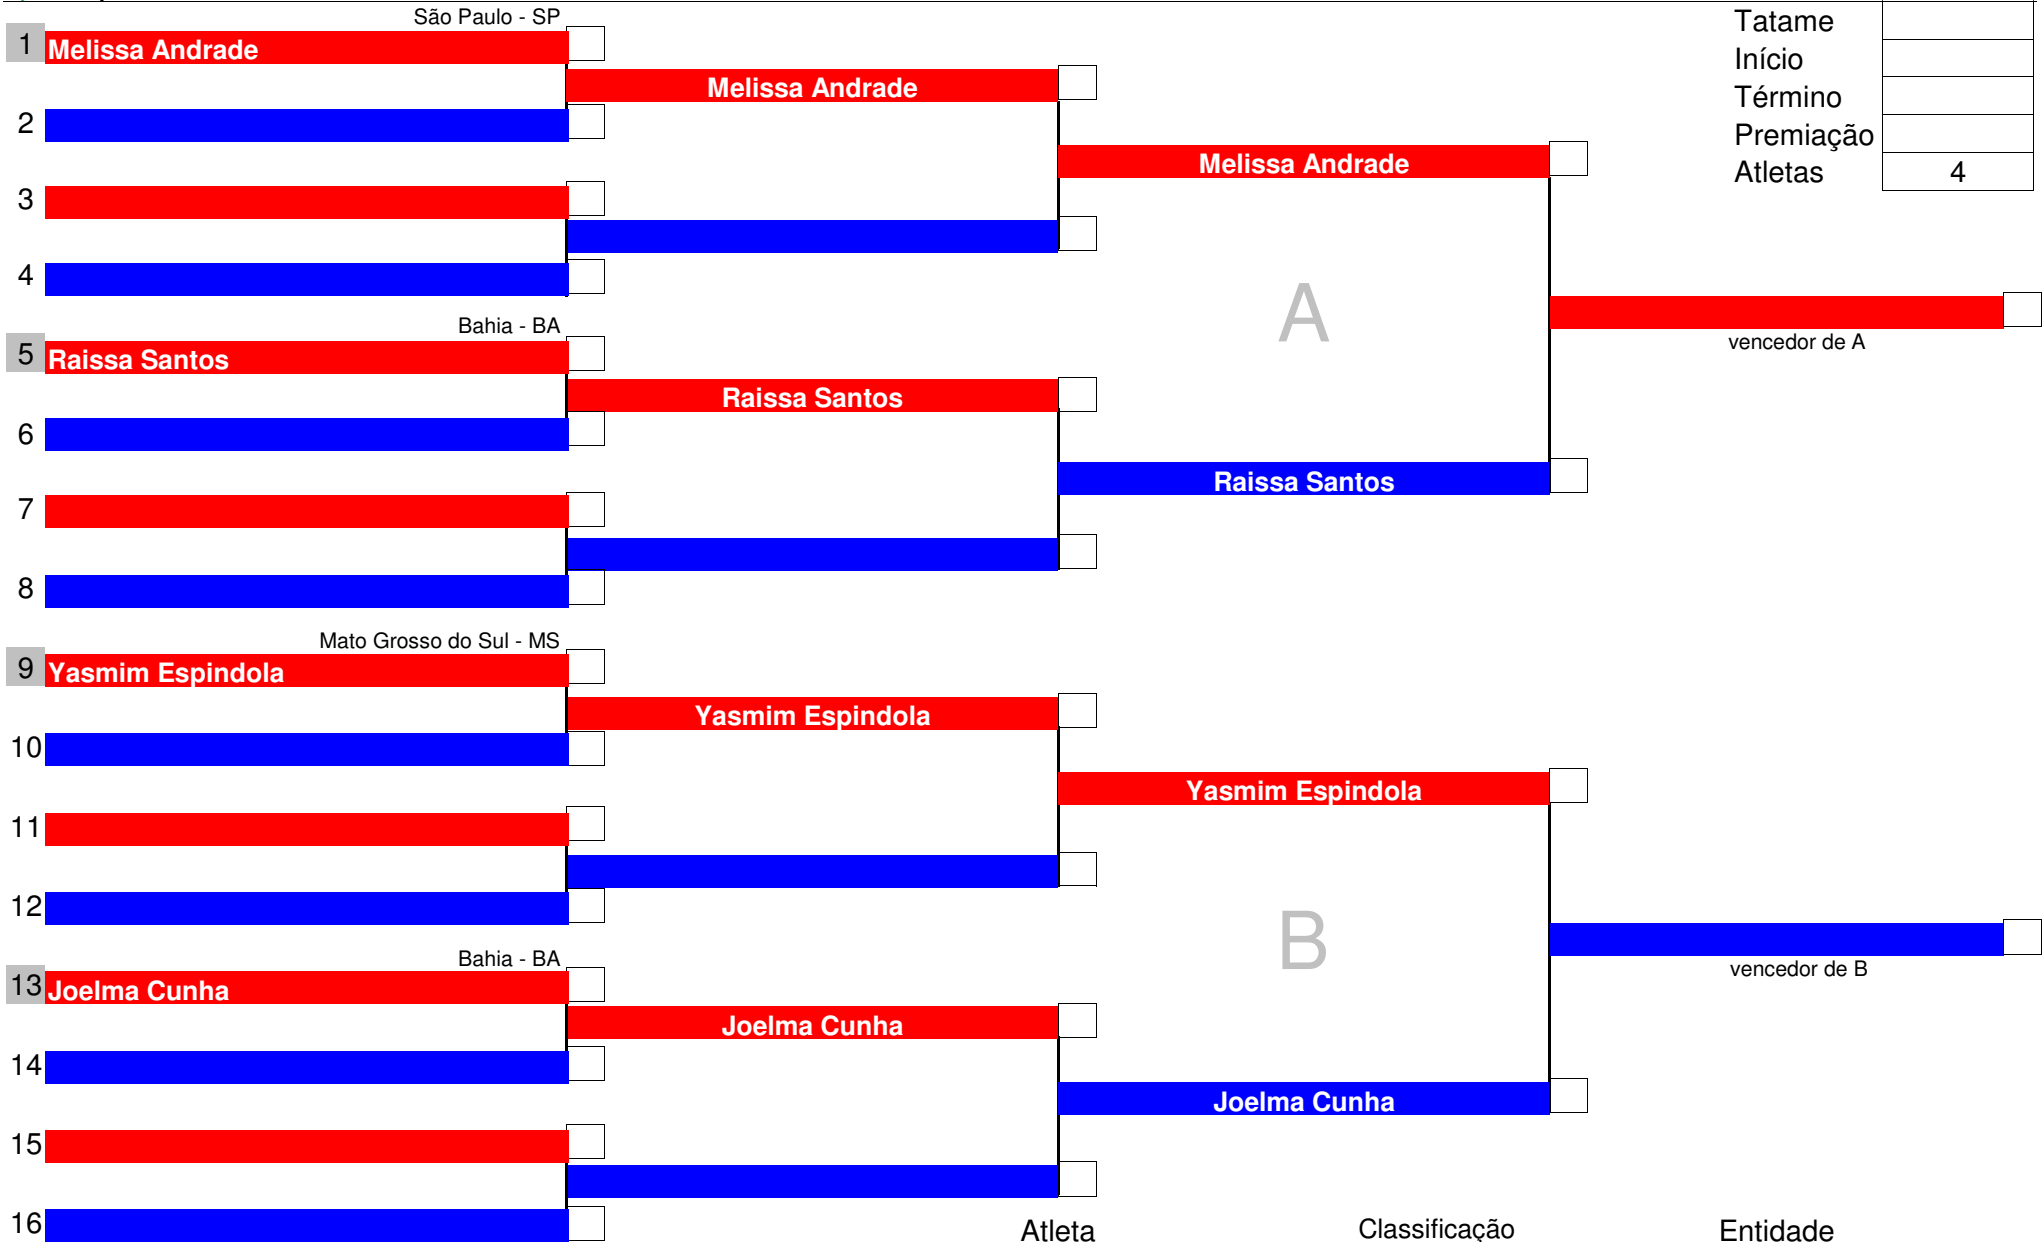 São Paulo - SP
Tatame
1 Melissa Andrade
Início
Melissa Andrade
Término
2
Premiação
Melissa Andrade
Atletas 4
3
4
A
Bahia - BA
vencedor de A
5 Raissa Santos
Raissa Santos
6
Raissa Santos
7
8
Mato Grosso do Sul - MS
9 Yasmim Espindola
Yasmim Espindola
10
Yasmim Espindola
11
12
B
Bahia - BA
vencedor de B
13 Joelma Cunha
Joelma Cunha
14
Joelma Cunha
15
16
Atleta Classificação Entidade